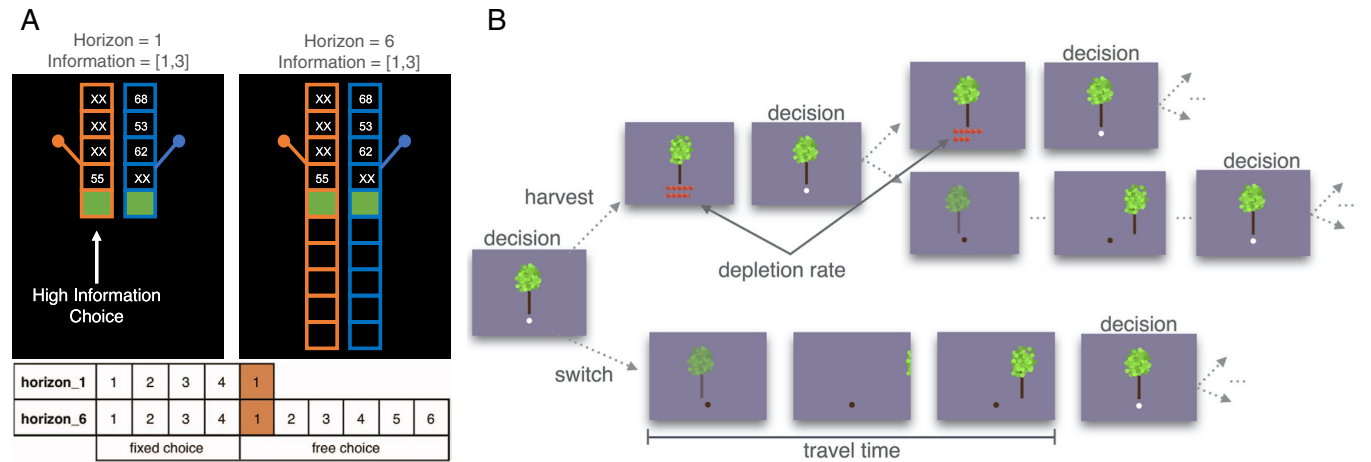 A
Horizon = 1
Information = [1,3]
Horizon = 6
Information = [1,3]
XX 68
XX 53
XX 62
55 XX
XX 68
XX 53
XX 62
55 XX
High Information
Choice
horizon_1 1 2 3 4 1
horizon_6 1 2 3 4 1 2 3 4 5 6
fixed choice free choice
B
decision
harvest
decision
decision
...
depletion rate
...
...
decision
...
switch
decision
...
travel time